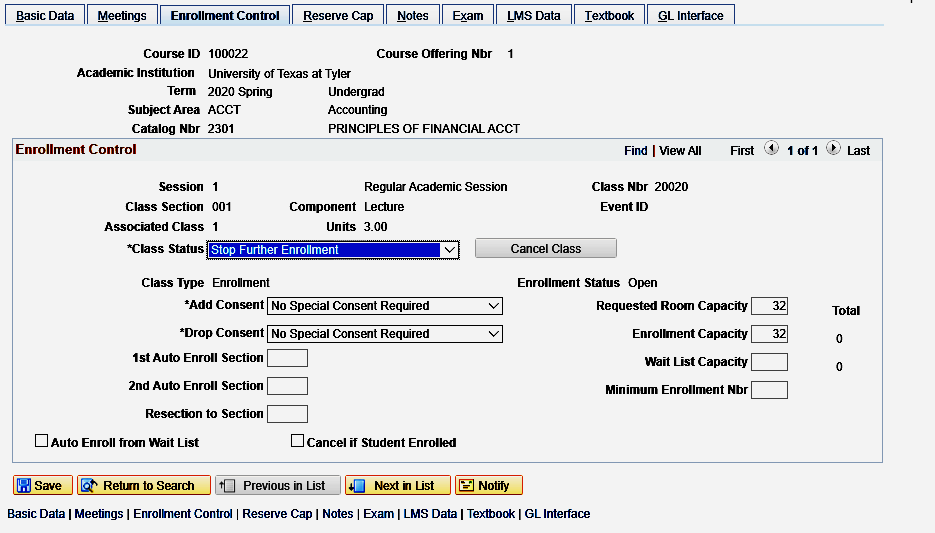 Basic Data Meetings Enrollment Control Reserve Cap Notes Exam LMS Data Textbook GL Interface
Course ID 100022 Course Offering Nbr 1
Academic Institution University of Texas at Tyler
Term 2020 Spring Undergrad
Subject Area ACCT Accounting
Catalog Nbr 2301 PRINCIPLES OF FINANCIAL ACCT
Enrollment Control Find | View All First 1 of 1 Last
Session 1 Regular Academic Session Class Nbr 20020
Class Section 001 Component Lecture Event ID
Associated Class 1 Units 3.00
*Class Status Stop Further Enrollment Cancel Class
Class Type Enrollment Enrollment Status Open
*Add Consent No Special Consent Required Requested Room Capacity 32 Total
*Drop Consent No Special Consent Required Enrollment Capacity 32 0
1st Auto Enroll Section Wait List Capacity 0
2nd Auto Enroll Section Minimum Enrollment Nbr
Resection to Section
Auto Enroll from Wait List Cancel if Student Enrolled
Save Return to Search Previous in List Next in List Notify
Basic Data | Meetings | Enrollment Control | Reserve Cap | Notes | Exam | LMS Data | Textbook | GL Interface